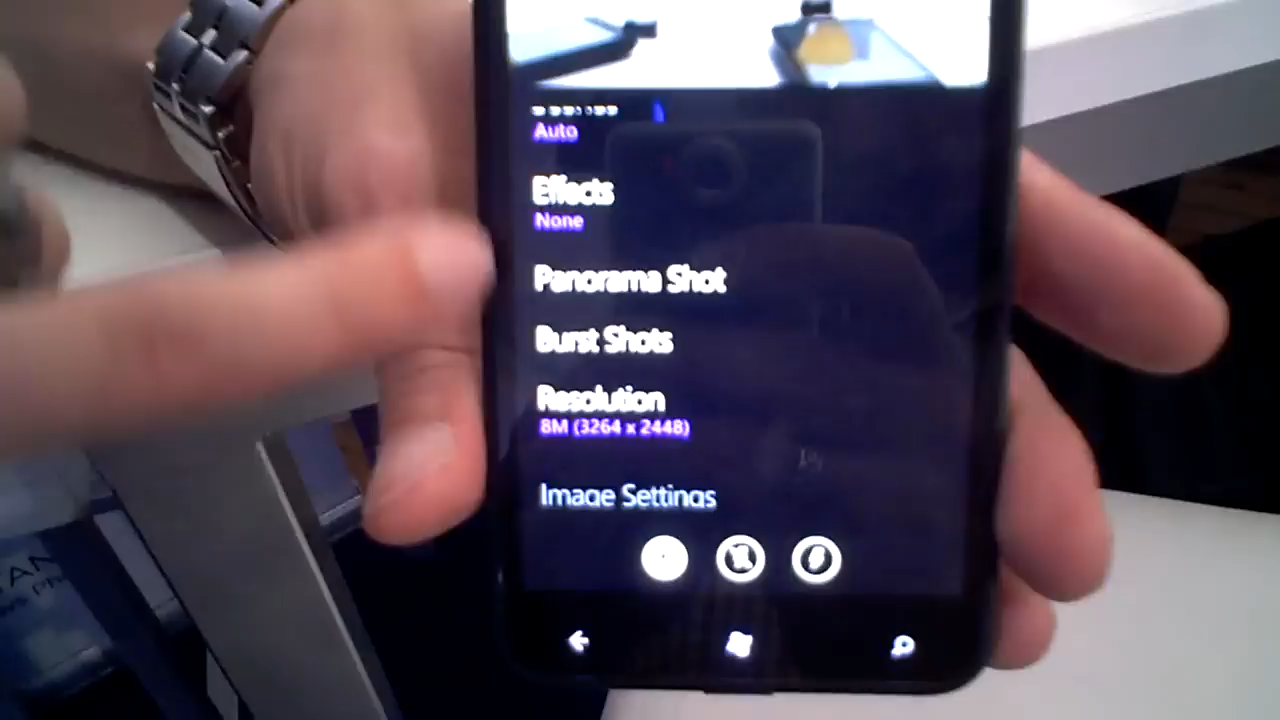 Auto
Effects
None
Panorama Shot
Burst Shots
Resolution
8M (3264 x 2448)
Image Settings